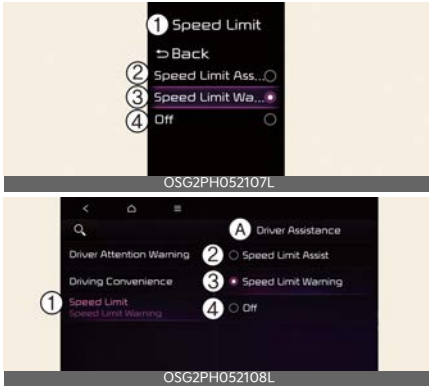 1 Speed Limit
Back
2 Speed Limit Ass...
3 Speed Limit Wa...
4 Off
OSG2PH052107L
A Driver Assistance
Driver Attention Warning
2 Speed Limit Assist
Driving Convenience
3 Speed Limit Warning
1 Speed Limit
Speed Limit Warning
4 Off
OSG2PH052108L